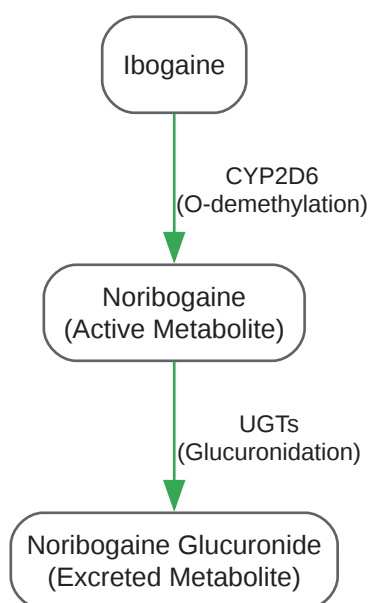 Ibogaine
CYP2D6
(O-demethylation)
Noribogaine
(Active Metabolite)
UGTs
(Glucuronidation)
Noribogaine Glucuronide
(Excreted Metabolite)